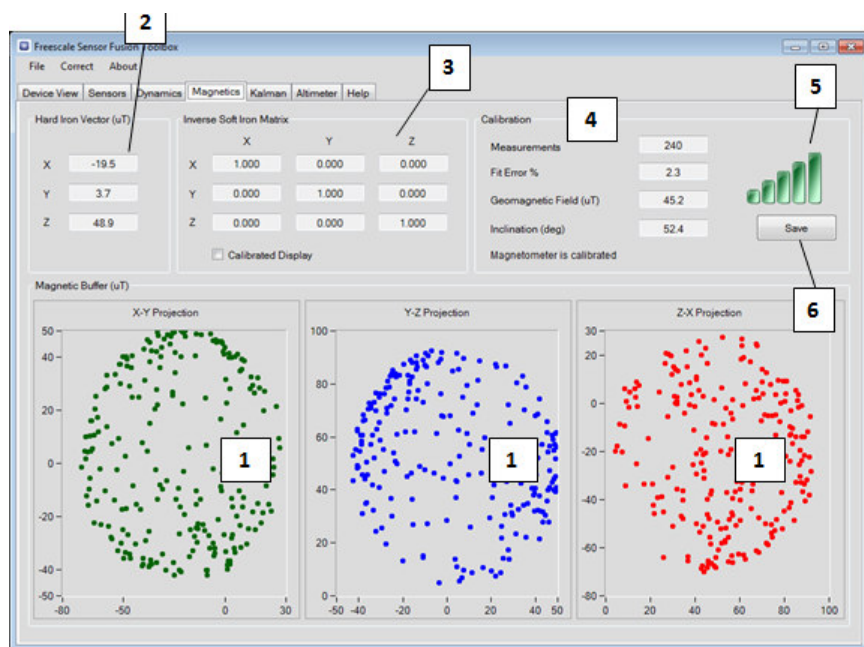 2
Freescale Sensor Fusion Toolbox
File Correct About
3
5
Device View Sensors Dynamics Magnetics Kalman Altimeter Help
Hard Iron Vector (uT)
X -19.5
Y 3.7
Z 48.9
Inverse Soft Iron Matrix
X Y Z
X 1.000 0.000 0.000
Y 0.000 1.000 0.000
Z 0.000 0.000 1.000
Calibrated Display
Calibration
4
Measurements 240
Fit Error % 2.3
Geomagnetic Field (uT) 45.2
Inclination (deg) 52.4
Magnetometer is calibrated
Save
6
Magnetic Buffer (uT)
X-Y Projection
50
40
20
0
-20
-40
-50
-80 -50 0 30
1
Y-Z Projection
100
80
60
40
20
0
-50 -40 -20 0 20 40 50
1
Z-X Projection
30
20
0
-20
-40
-60
-80
0 20 40 60 80 100
1